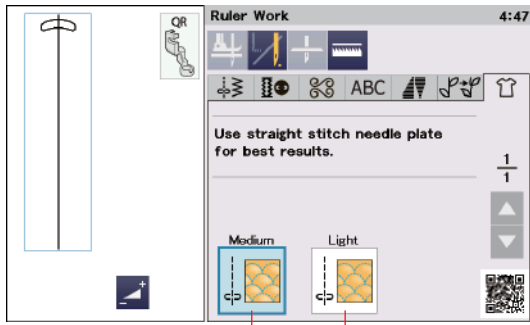 QR
Ruler Work 4:47
ABC
Use straight stitch needle plate
for best results.
1
1
Medium Light